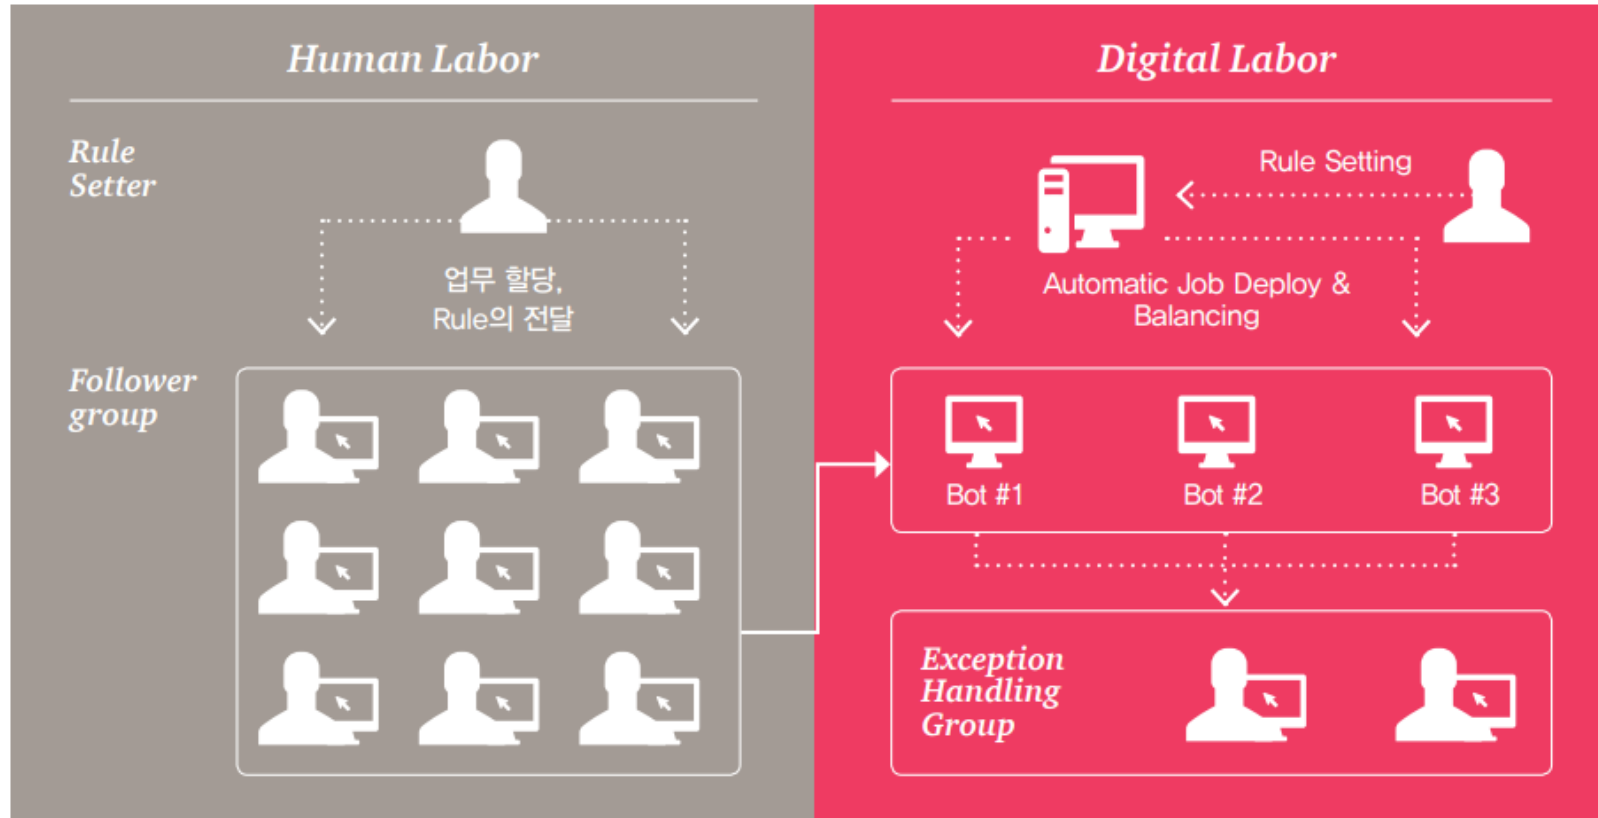 Human Labor
Rule
Setter
업무 할당,
Rule의 전달
Follower
group
Digital Labor
Rule Setting
Automatic Job Deploy &
Balancing
Bot #1
Bot #2
Bot #3
Exception
Handling
Group